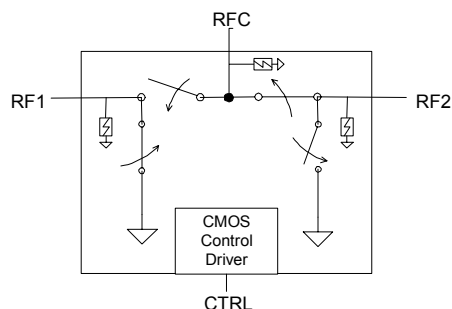 RFC
RF1
RF2
CMOS
Control
Driver
CTRL